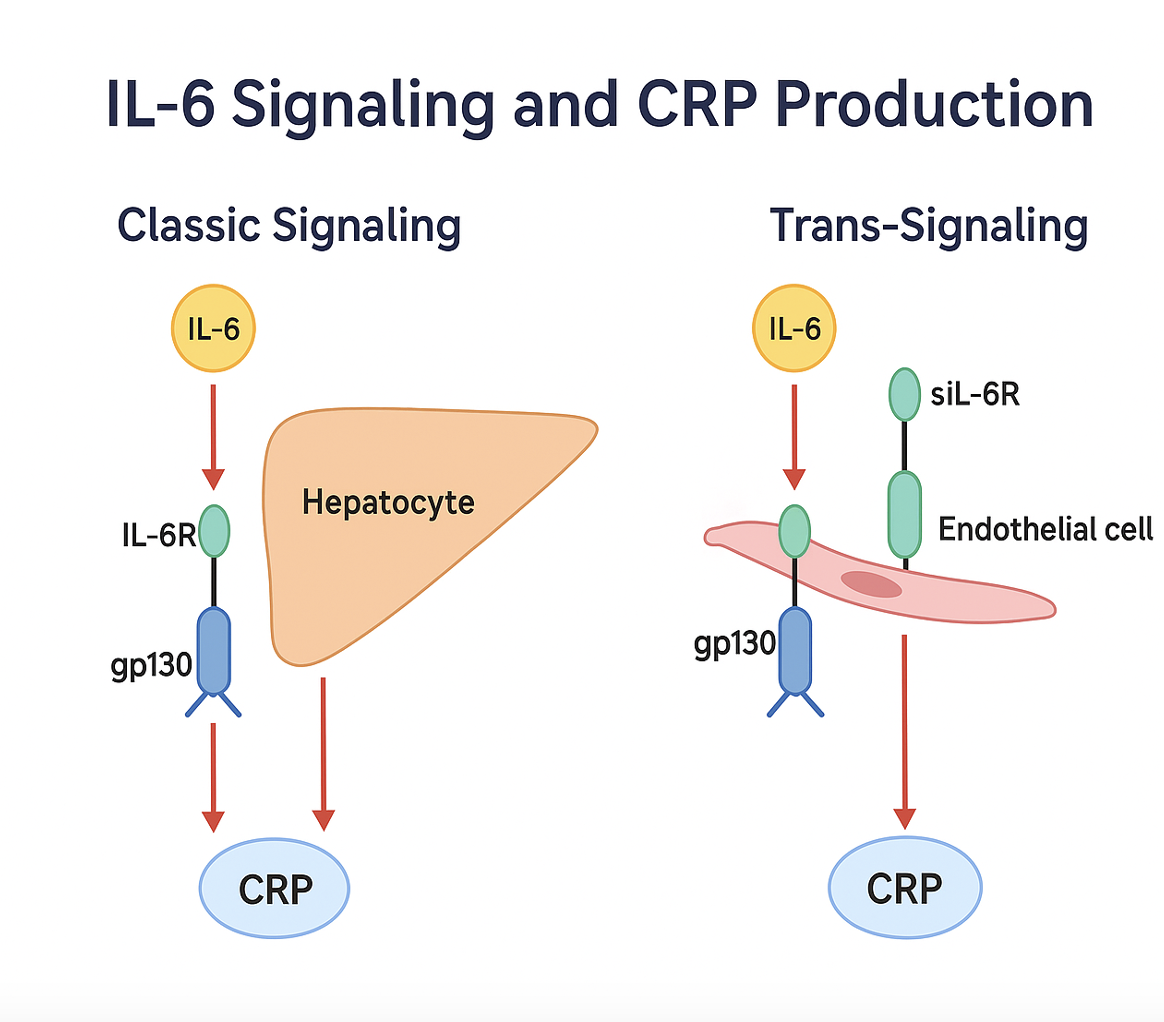 IL-6 Signaling and CRP Production
Classic Signaling
Trans-Signaling
IL-6
IL-6R
gp130
Hepatocyte
CRP
IL-6
siL-6R
Endothelial cell
gp130
CRP